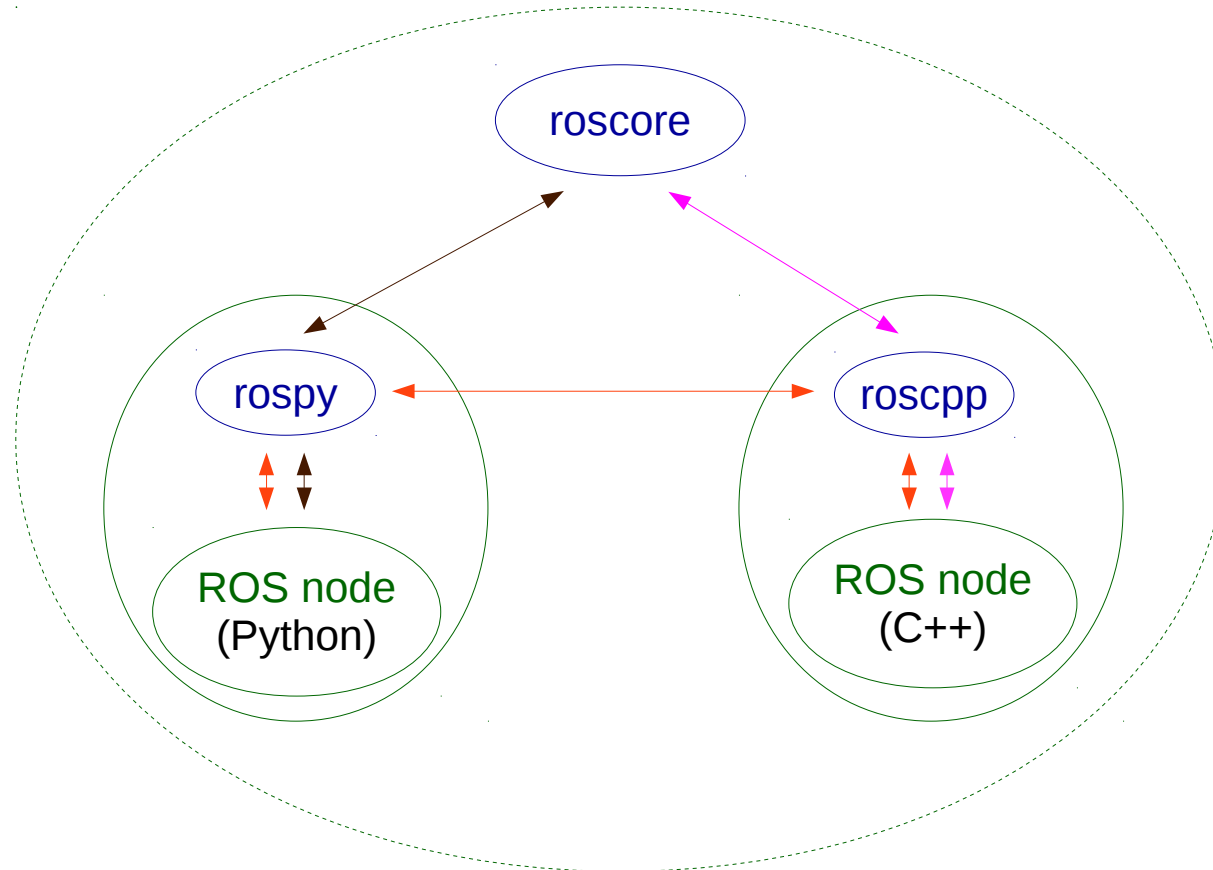 roscore
rospy
roscpp
ROS node
(Python)
ROS node
(C++)